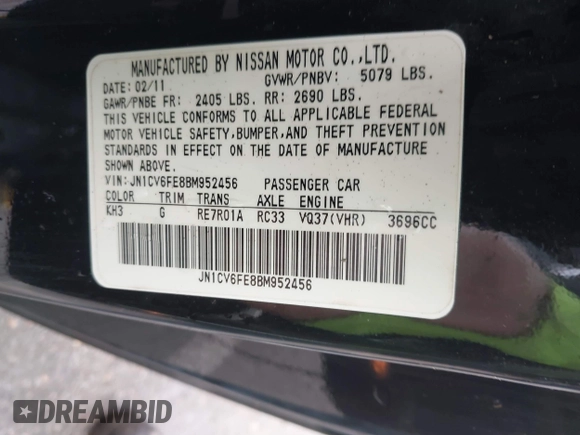 MANUFACTURED BY NISSAN MOTOR CO.,LTD.
DATE: 02/11 GVWR/PNBV: 5079 LBS.
GAWR/PNBE FR: 2405 LBS. RR: 2690 LBS.
THIS VEHICLE CONFORMS TO ALL APPLICABLE FEDERAL
MOTOR VEHICLE SAFETY,BUMPER,AND THEFT PREVENTION
STANDARDS IN EFFECT ON THE DATE OF MANUFACTURE
SHOWN ABOVE.
VIN:JN1CV6FE8BM952456 PASSENGER CAR
COLOR TRIM TRANS AXLE ENGINE
KH3 G RE7R01A RC33 VQ37(VHR) 3696CC
JN1CV6FE8BM952456
DREAMBID